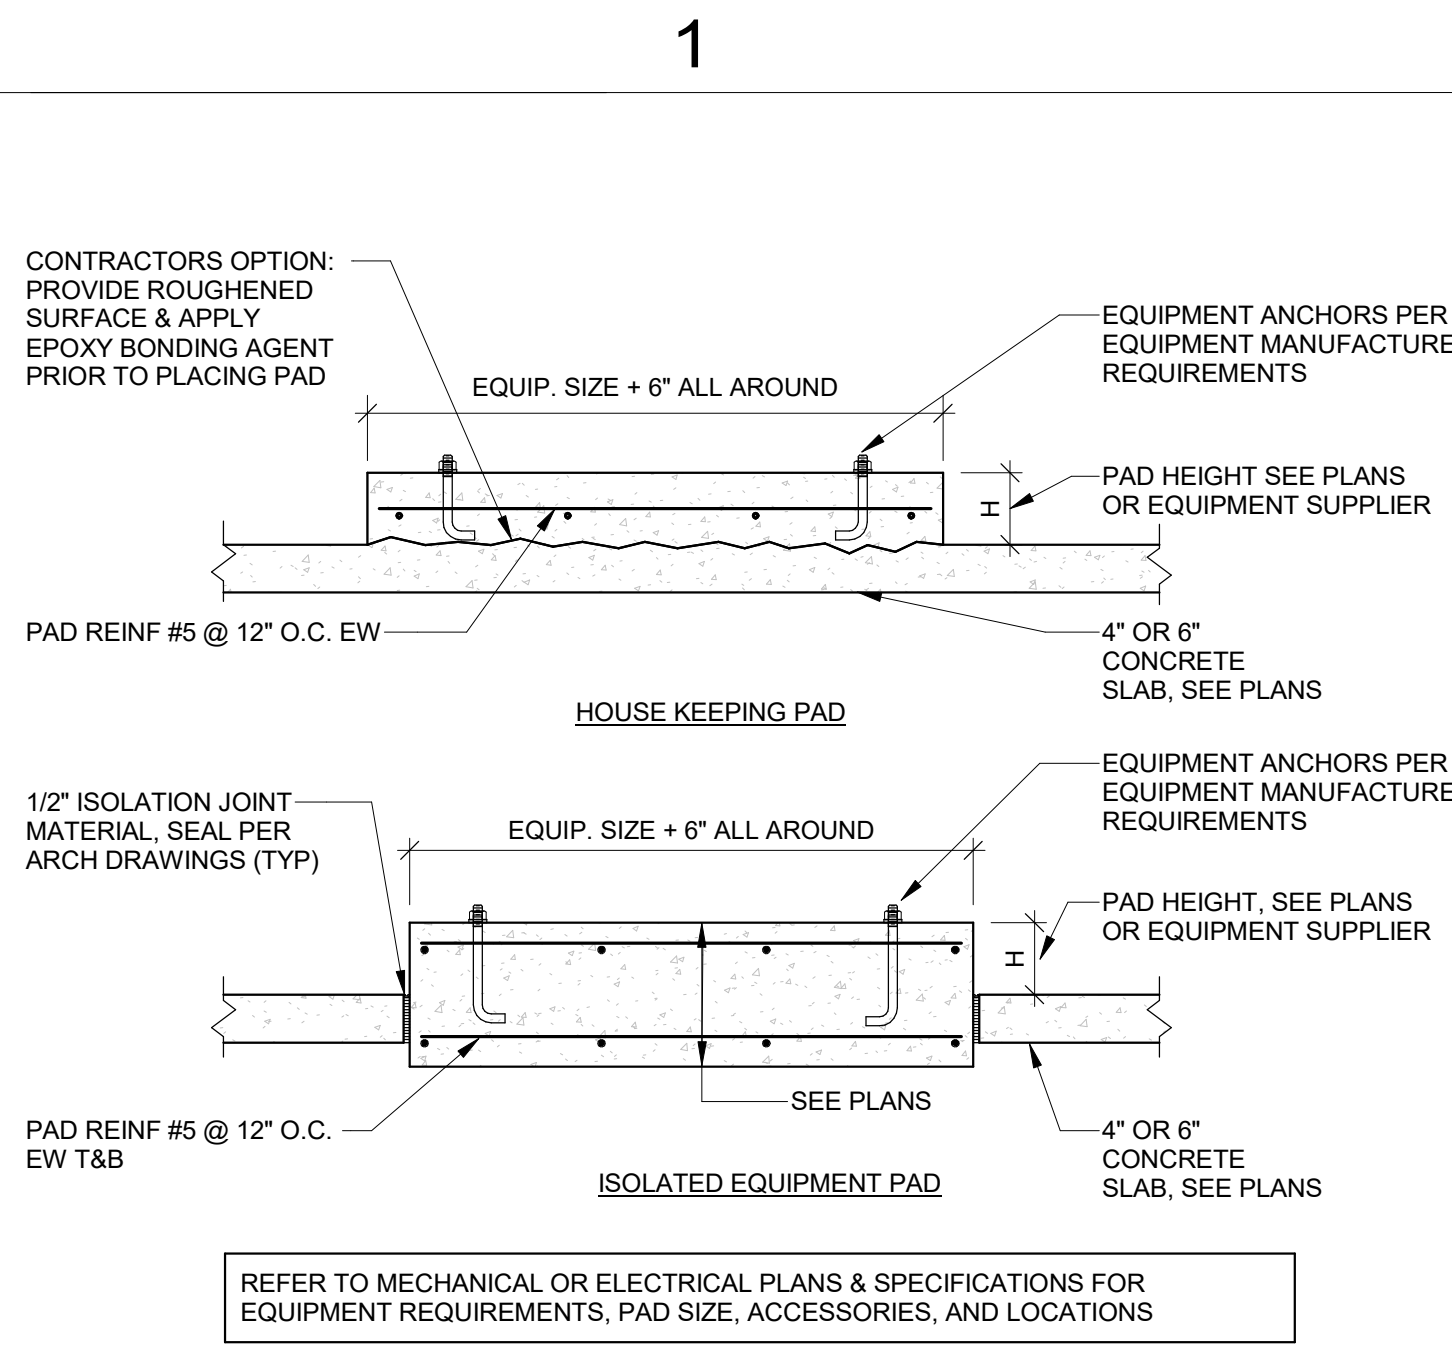 1
CONTRACTORS OPTION:
PROVIDE ROUGHENED
SURFACE & APPLY
EPOXY BONDING AGENT
PRIOR TO PLACING PAD
EQUIP. SIZE + 6" ALL AROUND
EQUIPMENT ANCHORS PER
EQUIPMENT MANUFACTURE
REQUIREMENTS
H
PAD HEIGHT SEE PLANS
OR EQUIPMENT SUPPLIER
PAD REINF #5 @ 12" O.C. EW
4" OR 6"
CONCRETE
SLAB, SEE PLANS
HOUSE KEEPING PAD
1/2" ISOLATION JOINT
MATERIAL, SEAL PER
ARCH DRAWINGS (TYP)
EQUIP. SIZE + 6" ALL AROUND
EQUIPMENT ANCHORS PER
EQUIPMENT MANUFACTURE
REQUIREMENTS
H
PAD HEIGHT, SEE PLANS
OR EQUIPMENT SUPPLIER
SEE PLANS
PAD REINF #5 @ 12" O.C.
EW T&B
4" OR 6"
CONCRETE
SLAB, SEE PLANS
ISOLATED EQUIPMENT PAD
REFER TO MECHANICAL OR ELECTRICAL PLANS & SPECIFICATIONS FOR
EQUIPMENT REQUIREMENTS, PAD SIZE, ACCESSORIES, AND LOCATIONS